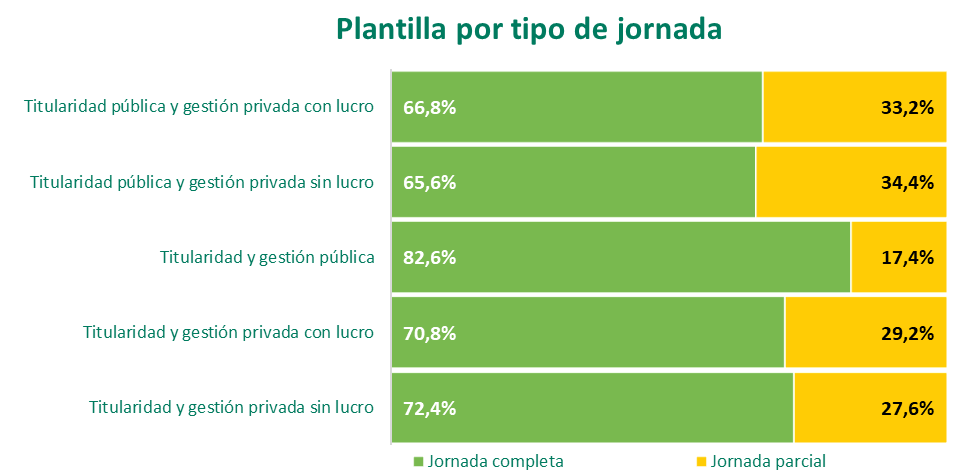 Plantilla por tipo de jornada
Titularidad pública y gestión privada con lucro 66,8% 33,2%
Titularidad pública y gestión privada sin lucro 65,6% 34,4%
Titularidad y gestión pública 82,6% 17,4%
Titularidad y gestión privada con lucro 70,8% 29,2%
Titularidad y gestión privada sin lucro 72,4% 27,6%
Jornada completa Jornada parcial